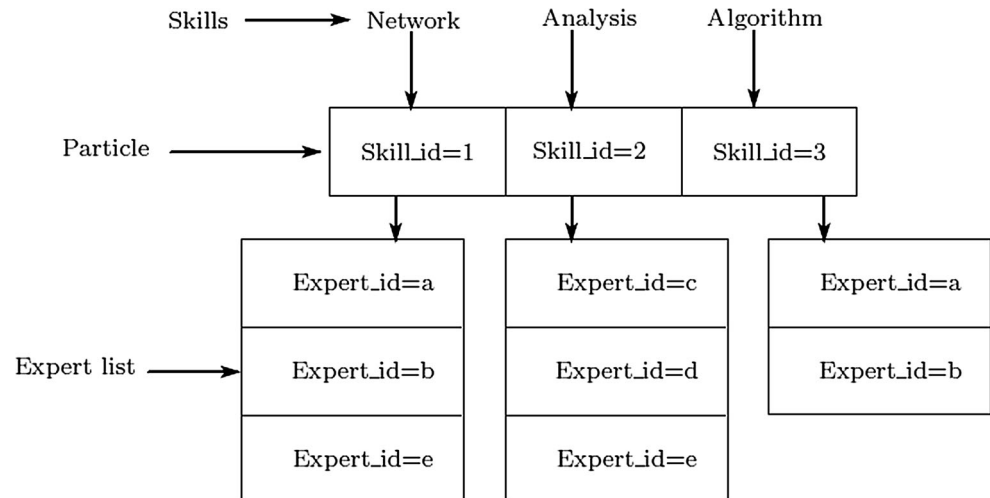 Skills Network Analysis Algorithm
Particle Skill_id=1 Skill_id=2 Skill_id=3
Expert_id=a Expert_id=c Expert_id=a
Expert list Expert_id=b Expert_id=d Expert_id=b
Expert_id=e Expert_id=e